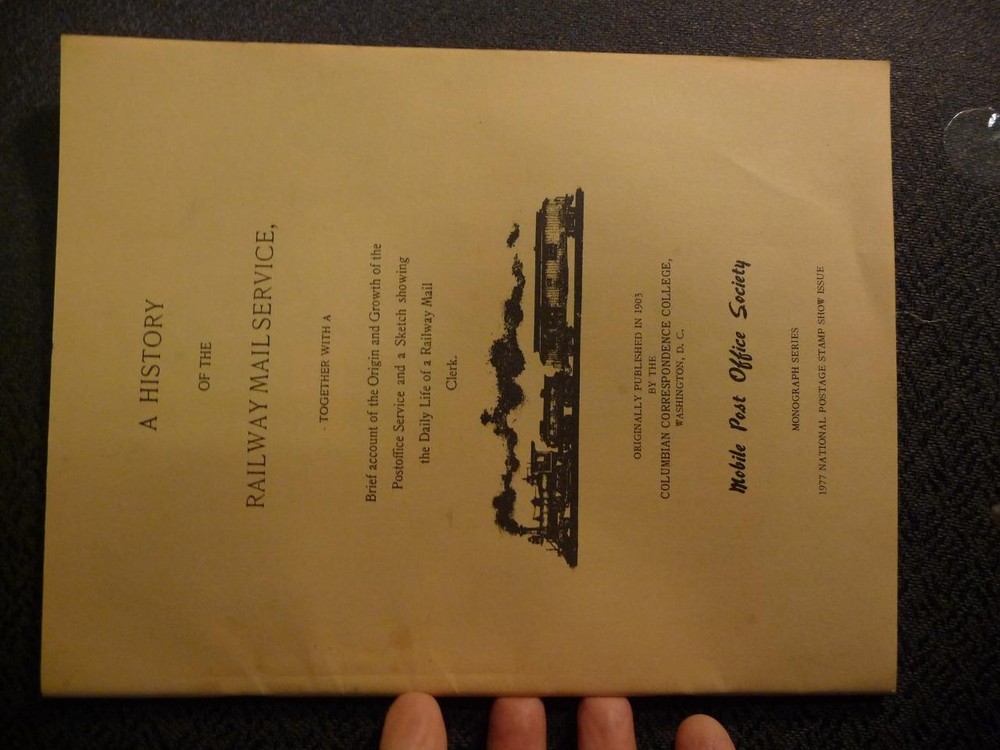 A HISTORY
OF THE
RAILWAY MAIL SERVICE,
TOGETHER WITH A
Brief account of the Origin and Growth of the
Postoffice Service and a Sketch showing
the Daily Life of a Railway Mail
Clerk.
ORIGINALLY PUBLISHED IN 1903
BY THE
COLUMBIAN CORRESPONDENCE COLLEGE,
WASHINGTON, D. C.
Mobile Post Office Society
MONOGRAPH SERIES
1977 NATIONAL POSTAGE STAMP SHOW ISSUE